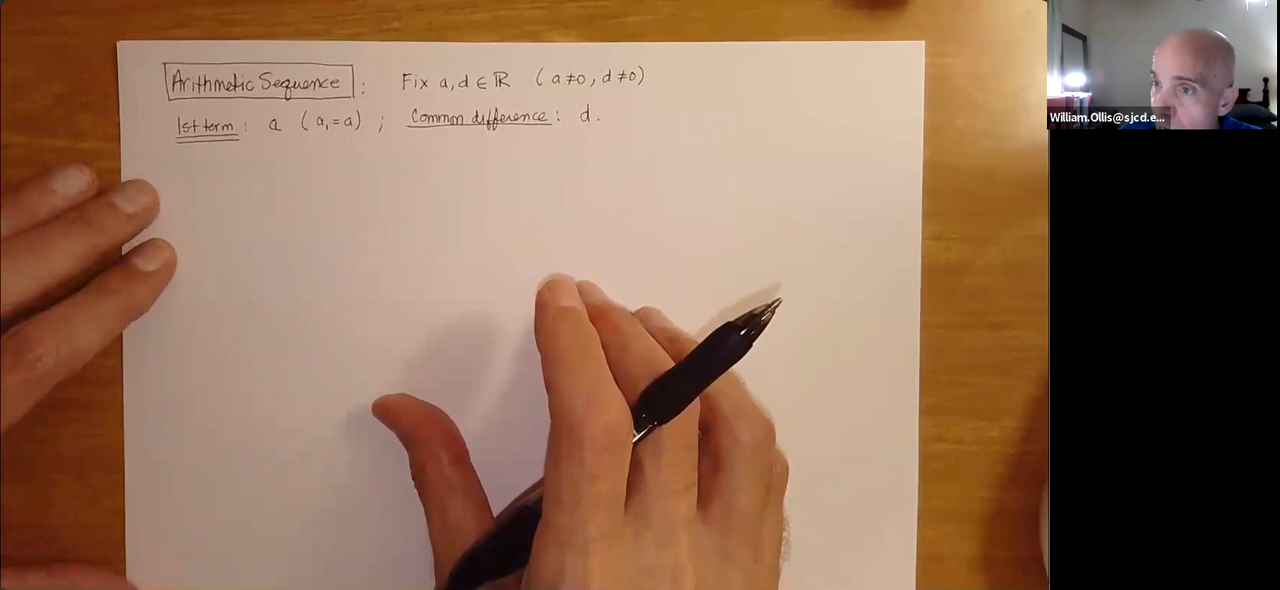 Arithmetic Sequence : Fix a, d ∈ ℝ (a ≠ 0, d ≠ 0)
1st term : a (a₁ = a) ; Common difference : d.
William.Ollis@sjcd.e...